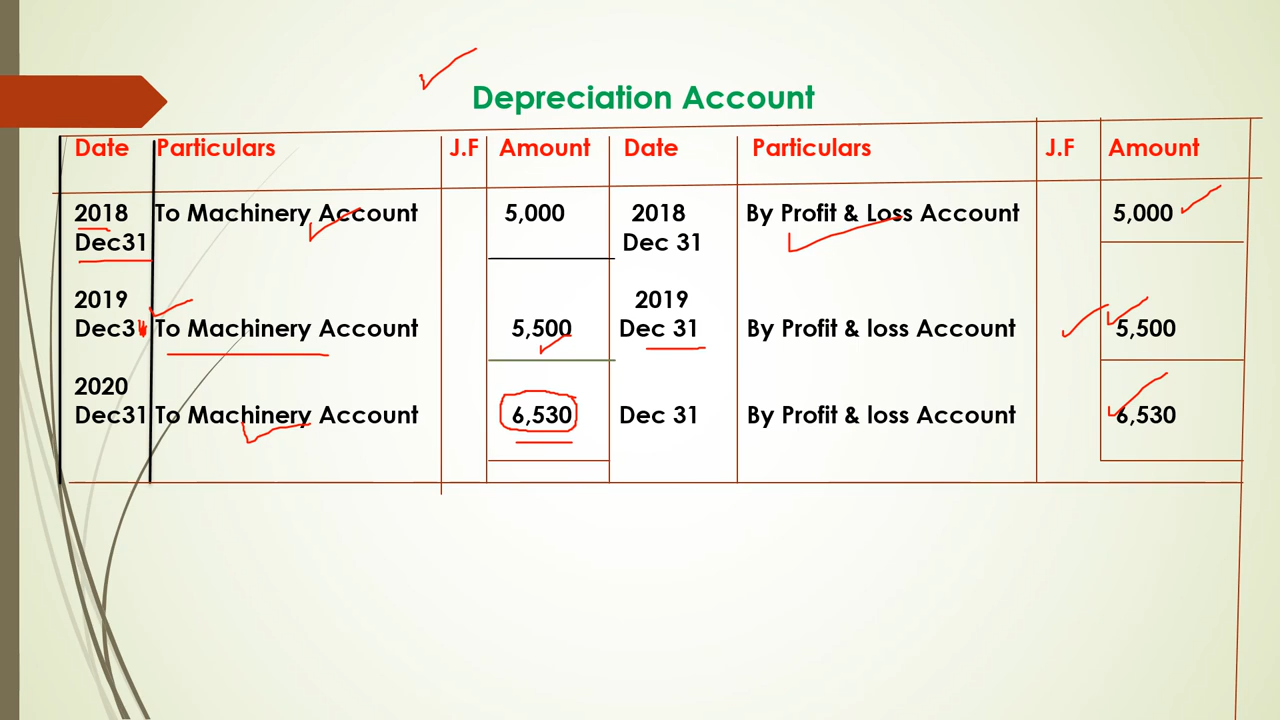 Depreciation Account
Date Particulars J.F Amount Date Particulars J.F Amount
2018 To Machinery Account 5,000 2018 By Profit & Loss Account 5,000
Dec31 Dec 31
2019 2019
Dec31 To Machinery Account 5,500 Dec 31 By Profit & loss Account 5,500
2020
Dec31 To Machinery Account 6,530 Dec 31 By Profit & loss Account 6,530